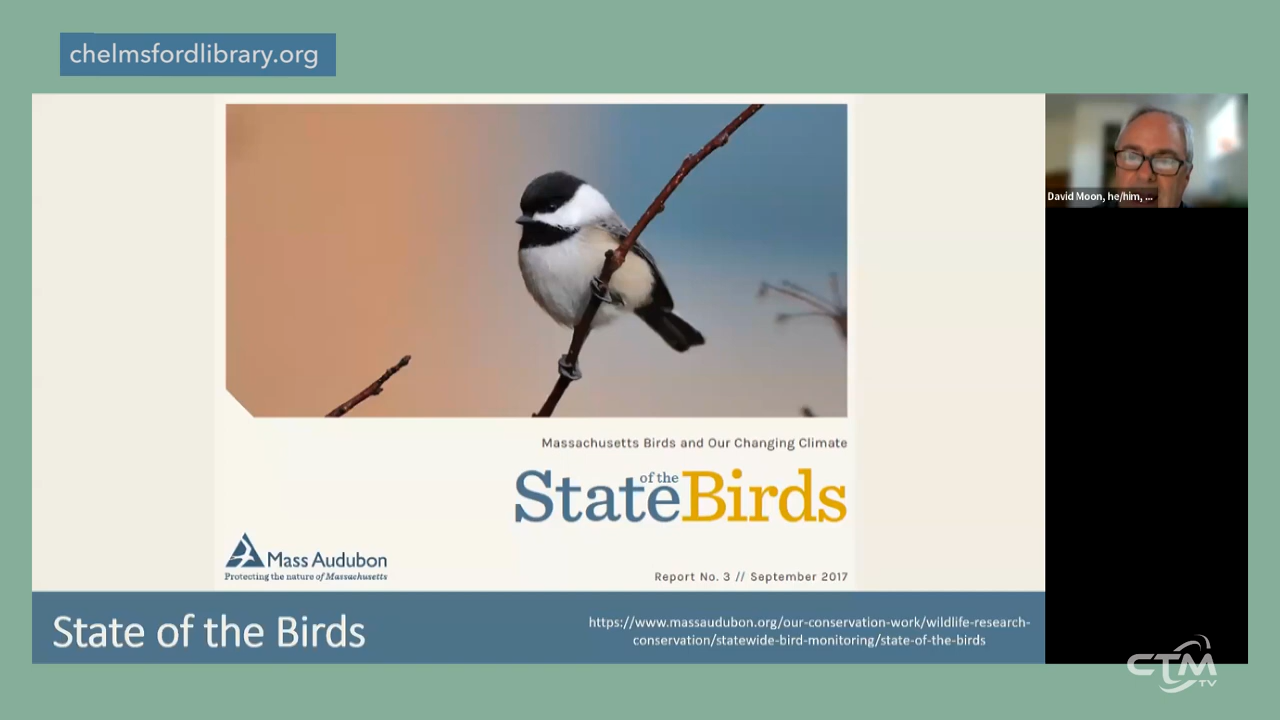 chelmsfordlibrary.org
David Moon, he/him, ...
Massachusetts Birds and Our Changing Climate
State of the Birds
Mass Audubon
Protecting the nature of Massachusetts
Report No. 3 // September 2017
State of the Birds
https://www.massaudubon.org/our-conservation-work/wildlife-research-
conservation/statewide-bird-monitoring/state-of-the-birds
CTM
TV